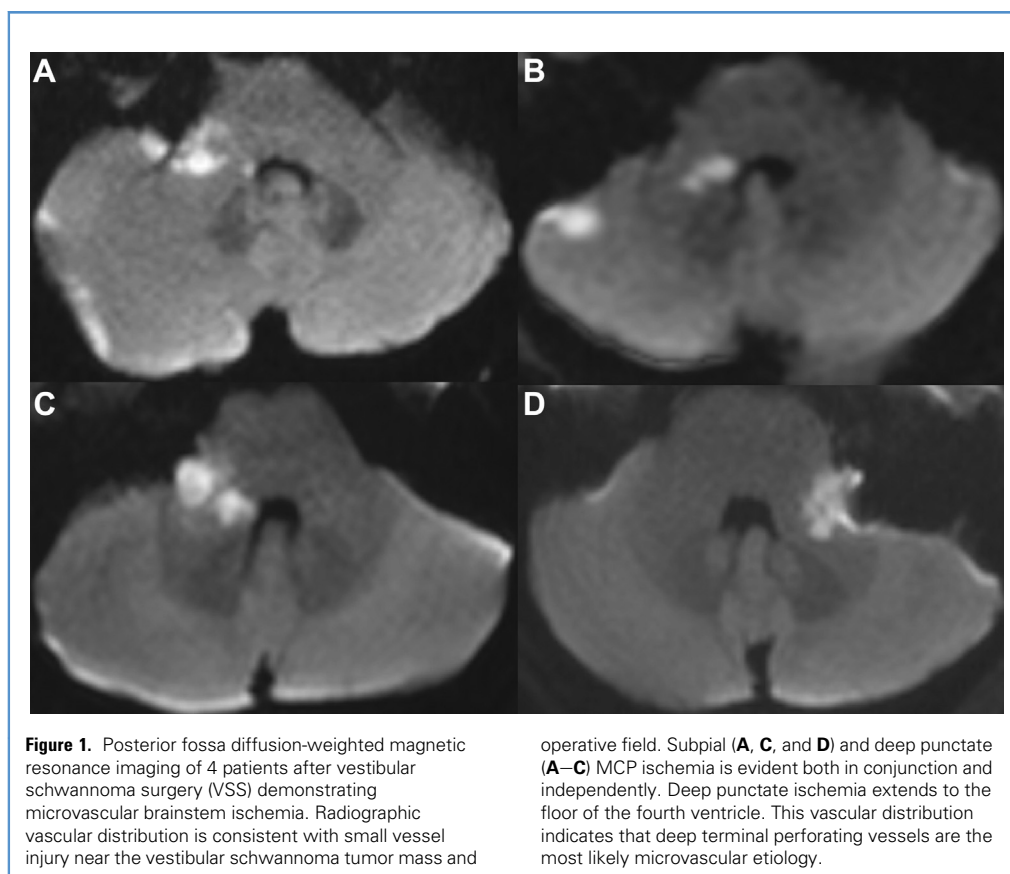 A
B
C
D
Figure 1. Posterior fossa diffusion-weighted magnetic
resonance imaging of 4 patients after vestibular
schwannoma surgery (VSS) demonstrating
microvascular brainstem ischemia. Radiographic
vascular distribution is consistent with small vessel
injury near the vestibular schwannoma tumor mass and
operative field. Subpial (A, C, and D) and deep punctate
(A–C) MCP ischemia is evident both in conjunction and
independently. Deep punctate ischemia extends to the
floor of the fourth ventricle. This vascular distribution
indicates that deep terminal perforating vessels are the
most likely microvascular etiology.